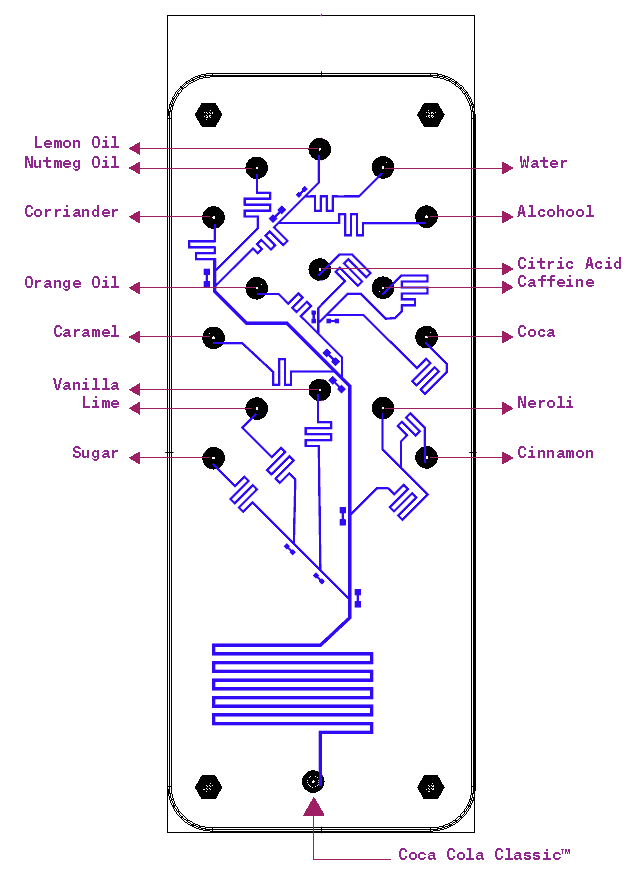 Lemon Oil
Nutmeg Oil
Water
Corriander
Alcohool
Citric Acid
Orange Oil
Caffeine
Caramel
Coca
Vanilla
Lime
Neroli
Sugar
Cinnamon
Coca Cola Classic™